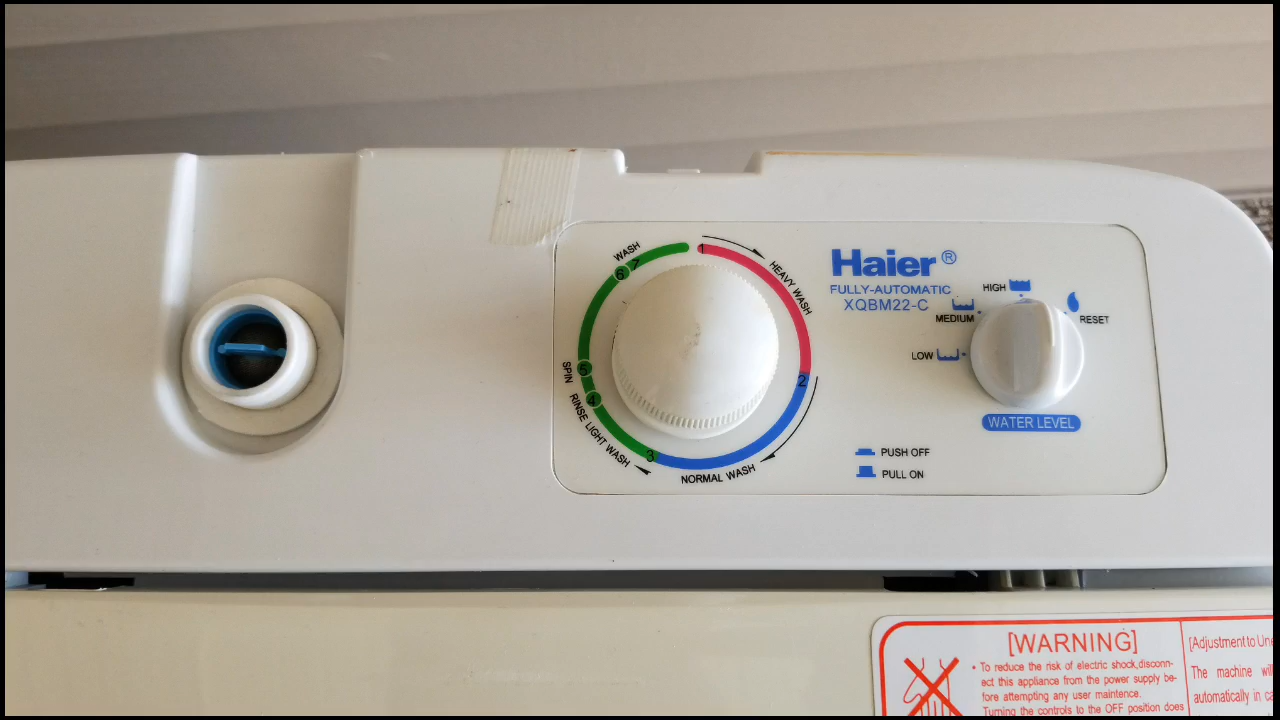 WASH
1
HEAVY WASH
6
7
2
SPIN
5
4
RINSE
LIGHT WASH
3
NORMAL WASH
Haier ®
FULLY-AUTOMATIC
XQBM22-C
HIGH
MEDIUM
RESET
LOW
WATER LEVEL
PUSH OFF
PULL ON
[WARNING]
• To reduce the risk of electric shock,disconn-
ect this appliance from the power supply be-
fore attempting any user maintence.
Turning the controls to the OFF position does
[Adjustment to
The machine
automatically in